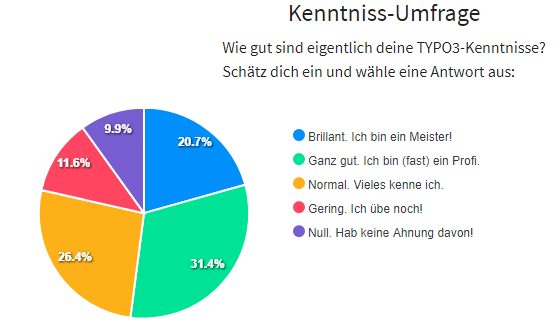 Kenntniss-Umfrage
Wie gut sind eigentlich deine TYPO3-Kenntnisse?
Schätz dich ein und wähle eine Antwort aus:
9.9%
20.7%
11.6%
26.4%
31.4%
Brillant. Ich bin ein Meister!
Ganz gut. Ich bin (fast) ein Profi.
Normal. Vieles kenne ich.
Gering. Ich übe noch!
Null. Hab keine Ahnung davon!